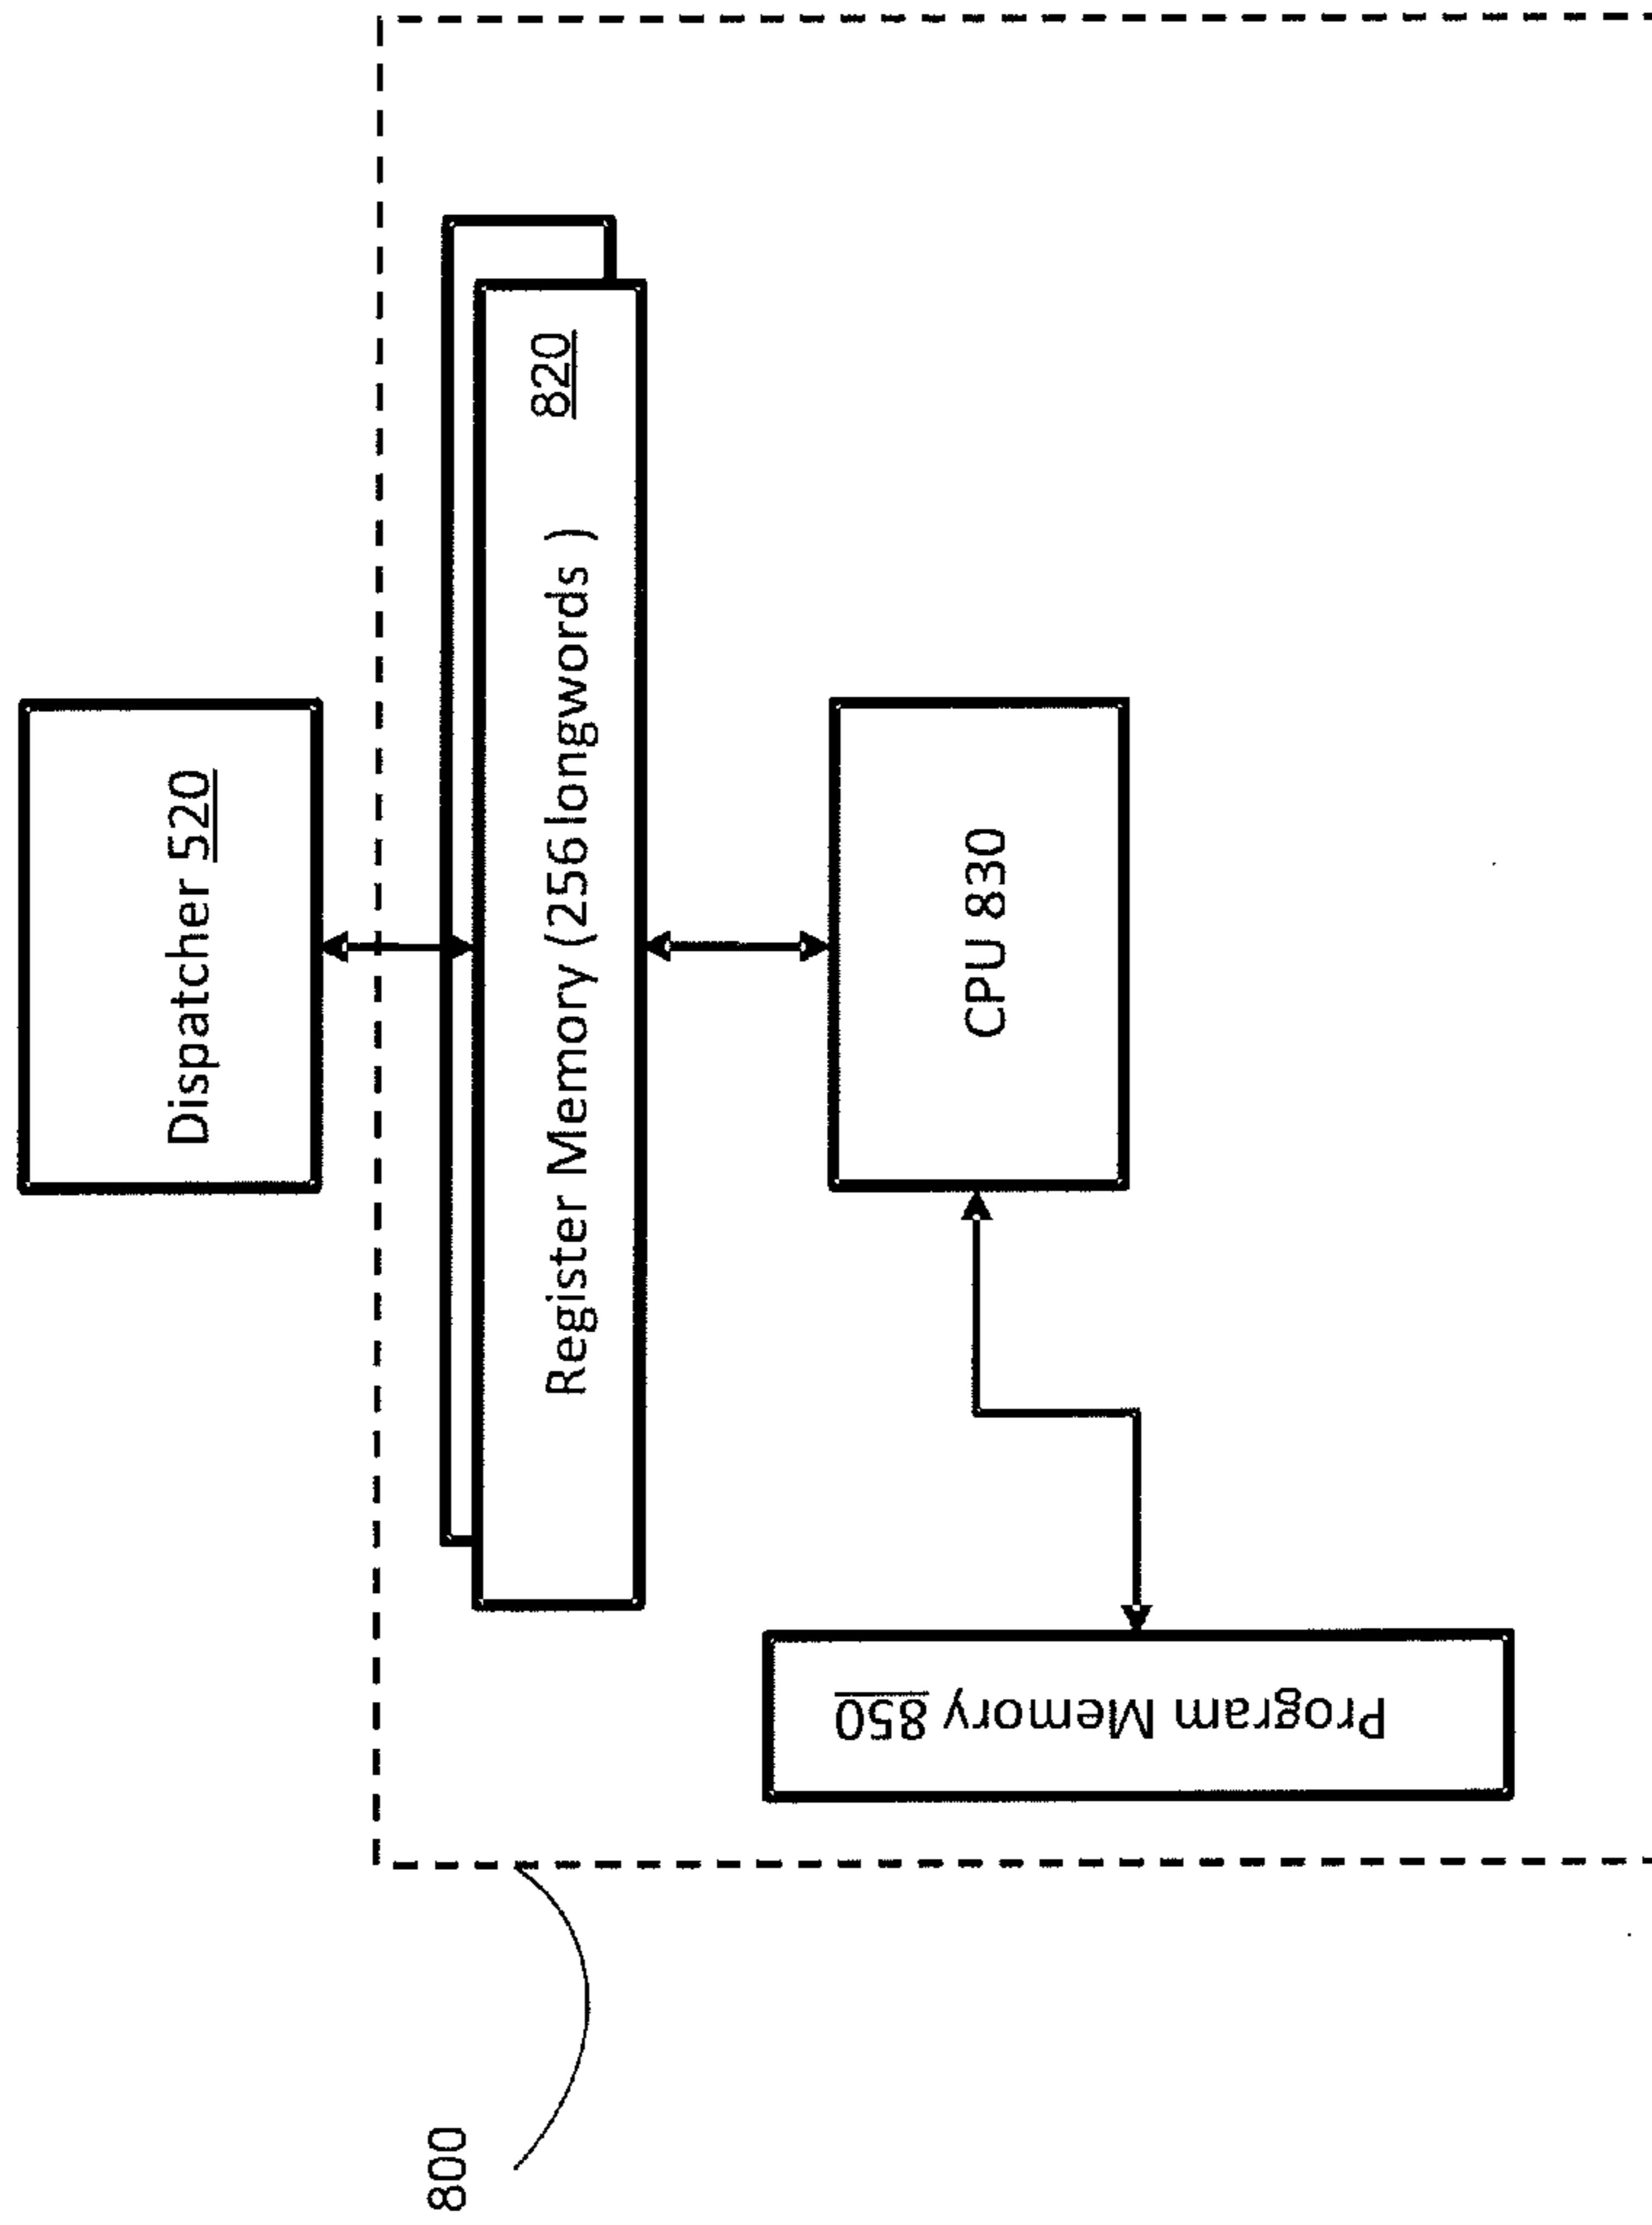 Dispatcher 520
Register Memory (256 longwords ) 820
CPU 830
Program Memory 850
800